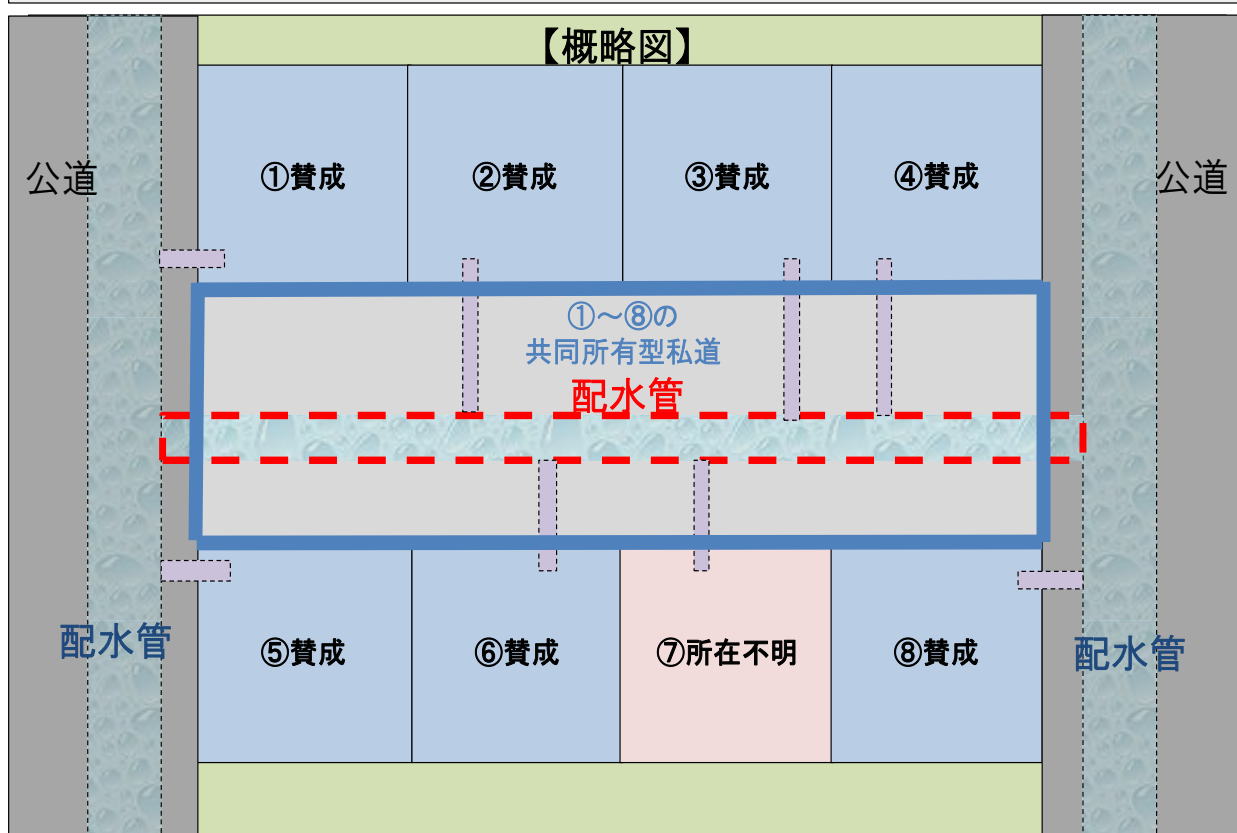 【概略図】
公道
①賛成
②賛成
③賛成
④賛成
公道
①~⑧の
共同所有型私道
配水管
配水管
⑤賛成
⑥賛成
⑦所在不明
⑧賛成
配水管